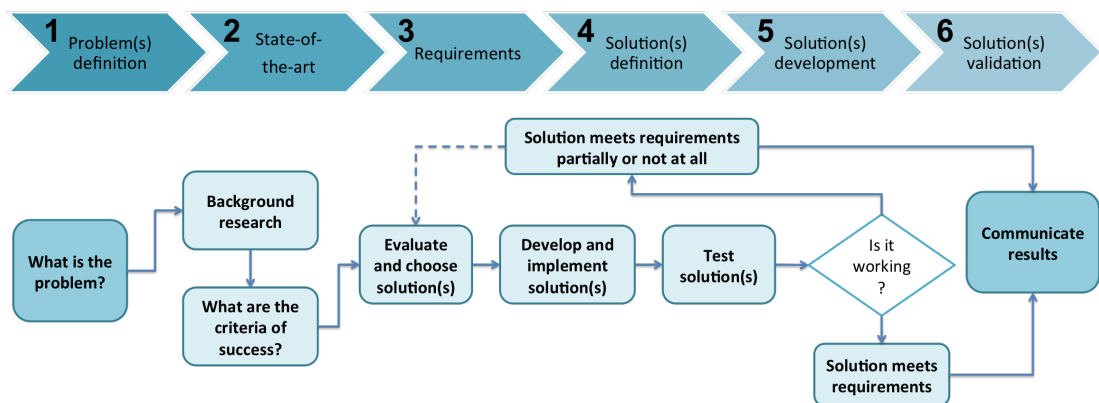 1 Problem(s)
definition
2 State-of-
the-art
3 Requirements
4 Solution(s)
definition
5 Solution(s)
development
6 Solution(s)
validation
Solution meets requirements
partially or not at all
Background
research
What is the
problem?
What are the
criteria of
success?
Evaluate
and choose
solution(s)
Develop and
implement
solution(s)
Test
solution(s)
Is it
working
?
Communicate
results
Solution meets
requirements